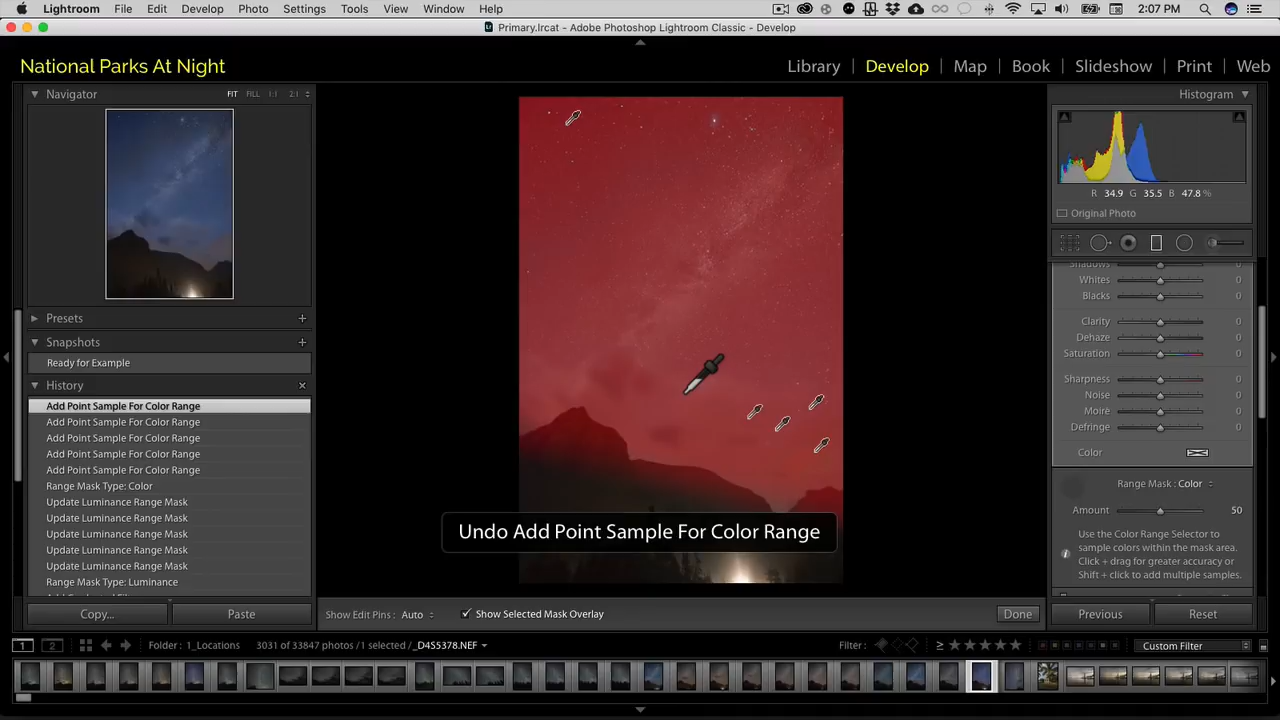 Lightroom File Edit Develop Photo Settings Tools View Window Help 2:07 PM
Primary.lrcat - Adobe Photoshop Lightroom Classic - Develop
National Parks At Night
Library | Develop | Map | Book | Slideshow | Print | Web
Navigator FIT FILL 1:1 2:1
Histogram
R 34.9 G 35.5 B 47.8 %
Original Photo
Shadows 0
Whites 0
Blacks 0
Clarity 0
Dehaze 0
Saturation 0
Sharpness 0
Noise 0
Moire 0
Defringe 0
Color
Range Mask : Color
Amount 50
Use the Color Range Selector to
sample colors within the mask area.
Click + drag for greater accuracy or
Shift + click to add multiple samples.
Presets
Snapshots
Ready for Example
History
Add Point Sample For Color Range
Add Point Sample For Color Range
Add Point Sample For Color Range
Add Point Sample For Color Range
Add Point Sample For Color Range
Range Mask Type: Color
Update Luminance Range Mask
Update Luminance Range Mask
Update Luminance Range Mask
Update Luminance Range Mask
Update Luminance Range Mask
Range Mask Type: Luminance
Undo Add Point Sample For Color Range
Copy... Paste
Show Edit Pins : Auto Show Selected Mask Overlay Done
Previous Reset
1 2 Folder : 1_Locations 3031 of 33847 photos / 1 selected / _D4S5378.NEF Filter : ≥ ★★★★★ Custom Filter